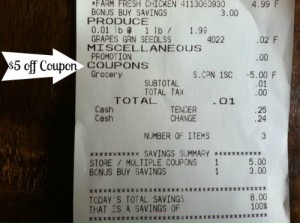 *FARM FRESH CHICKEN 4113060930 4.99 F
BONUS BUY SAVINGS 3.00
PRODUCE
0.01 lb @ 1 lb / 1.99
GRAPES GRN SEEDLSS 4022 .02 F
MISCELLANEOUS
PROMOTION .00
COUPONS
$5 off Coupon
Grocery S.CPN 1SC -5.00 F
SUBTOTAL .01
TOTAL TAX .00
TOTAL .01
Cash TENDER .25
Cash CHANGE .24
NUMBER OF ITEMS 3
********** SAVINGS SUMMARY **********
STORE / MULTIPLE COUPONS 1 5.00
BONUS BUY SAVINGS 1 3.00
TODAY'S TOTAL SAVINGS 8.00
THAT IS A SAVINGS OF 100%